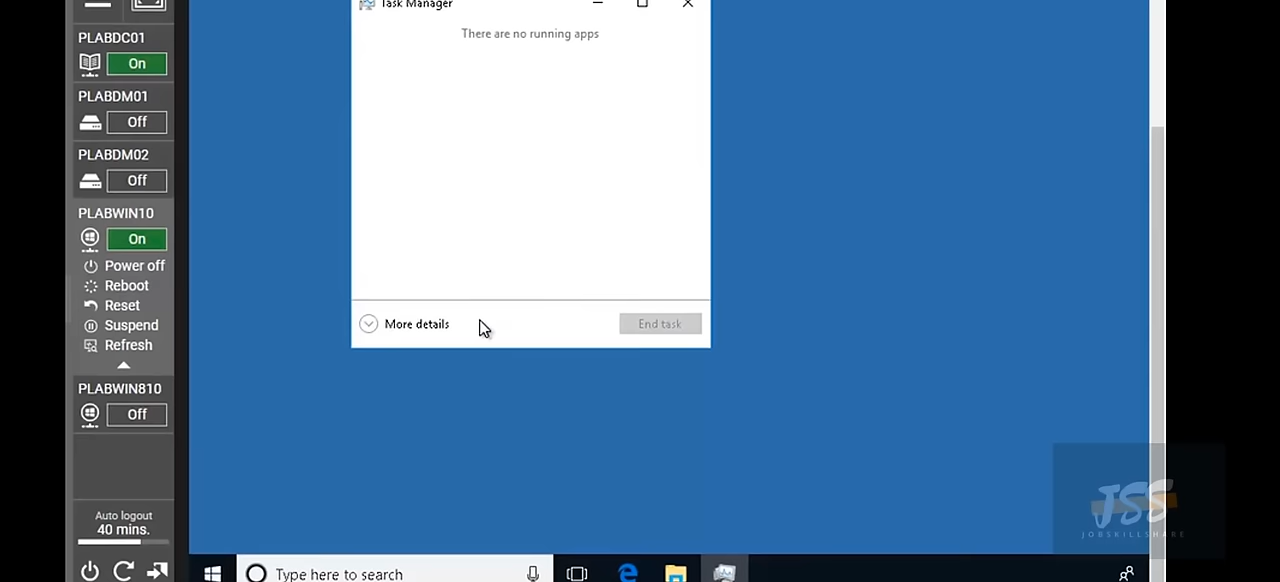 PLABDC01
On
PLABDM01
Off
PLABDM02
Off
PLABWIN10
On
Power off
Reboot
Reset
Suspend
Refresh
PLABWIN810
Off
Auto logout
40 mins.
Task Manager
There are no running apps
More details
End task
JSS
JOBSKILLSHARE
Type here to search